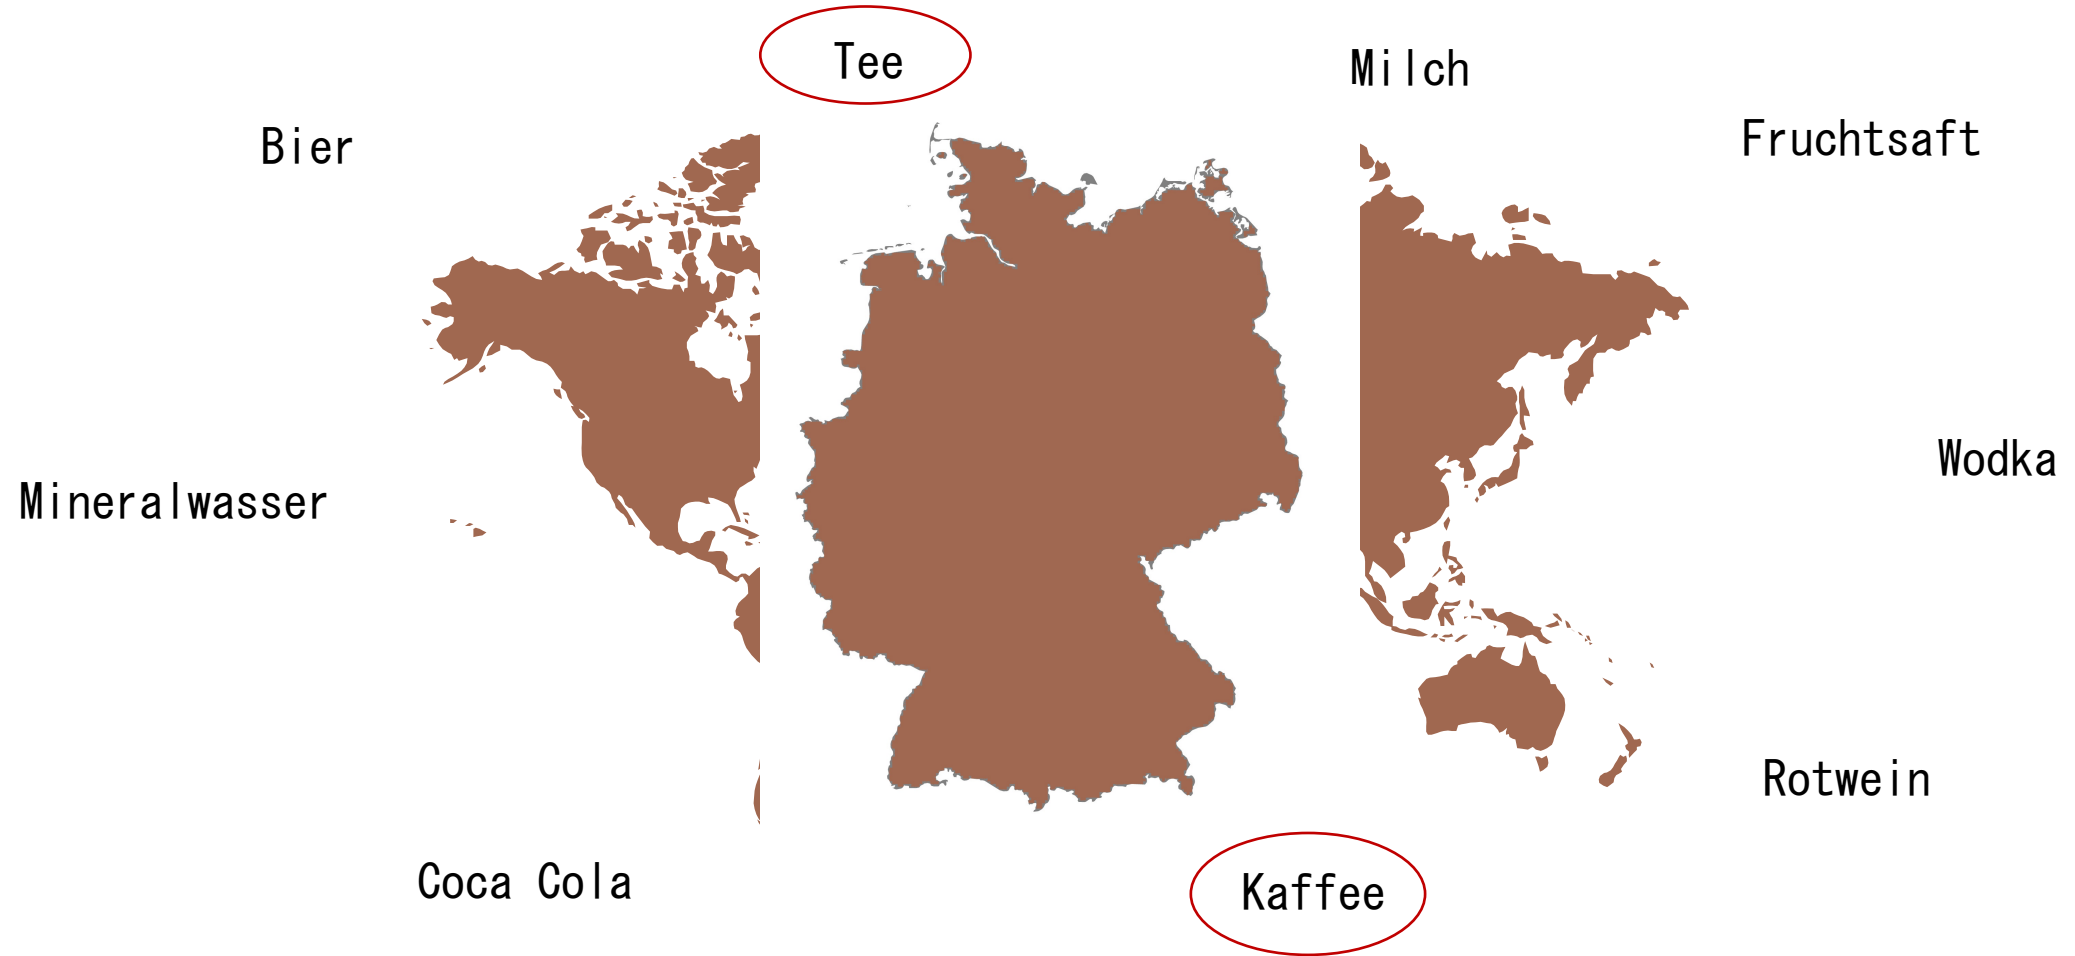 Tee
Milch
Bier
Fruchtsaft
Wodka
Mineralwasser
Rotwein
Coca Cola
Kaffee